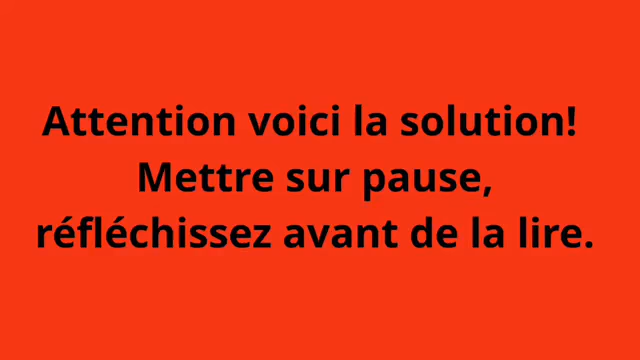 Attention voici la solution!
Mettre sur pause,
réfléchissez avant de la lire.